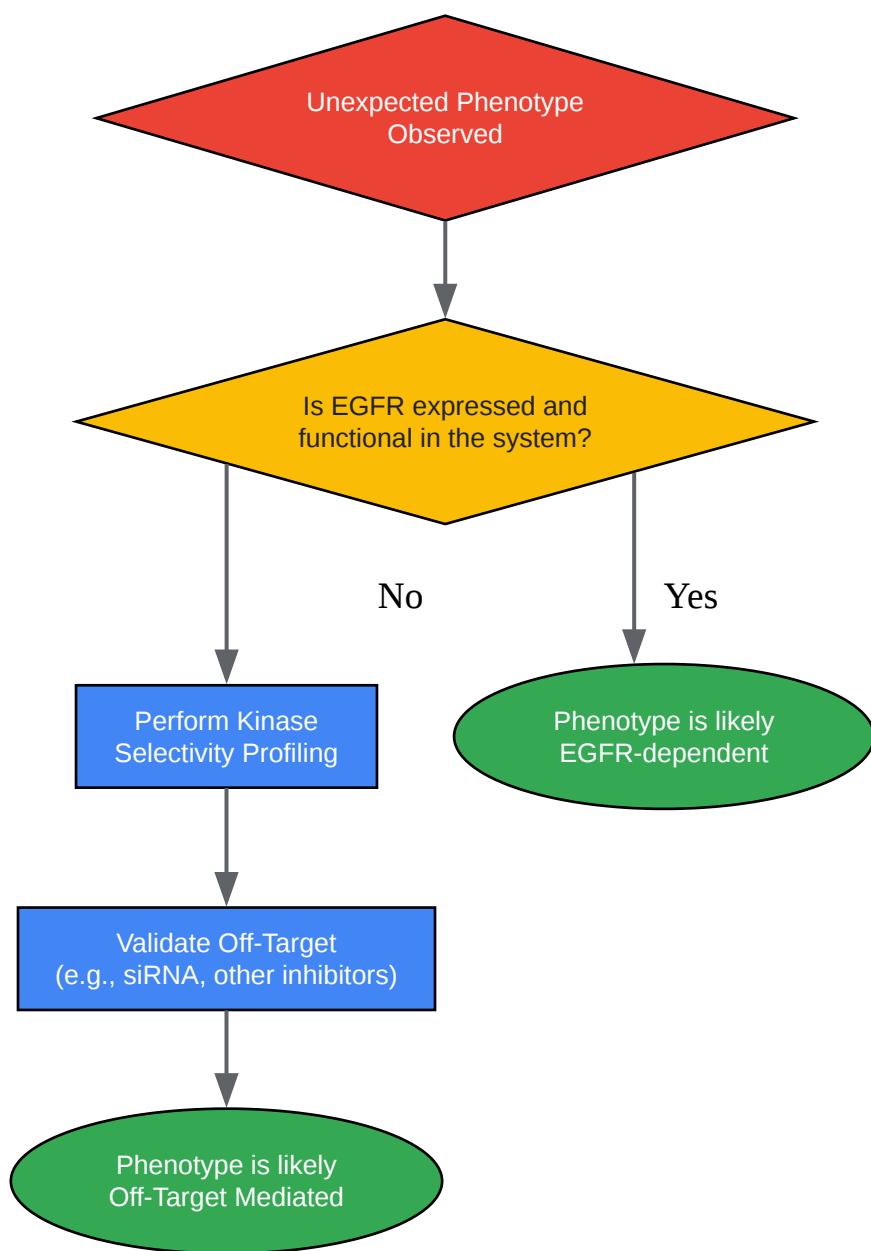 Unexpected Phenotype
Observed
Is EGFR expressed and
functional in the system?
No
Yes
Perform Kinase
Selectivity Profiling
Phenotype is likely
EGFR-dependent
Validate Off-Target
(e.g., siRNA, other inhibitors)
Phenotype is likely
Off-Target Mediated